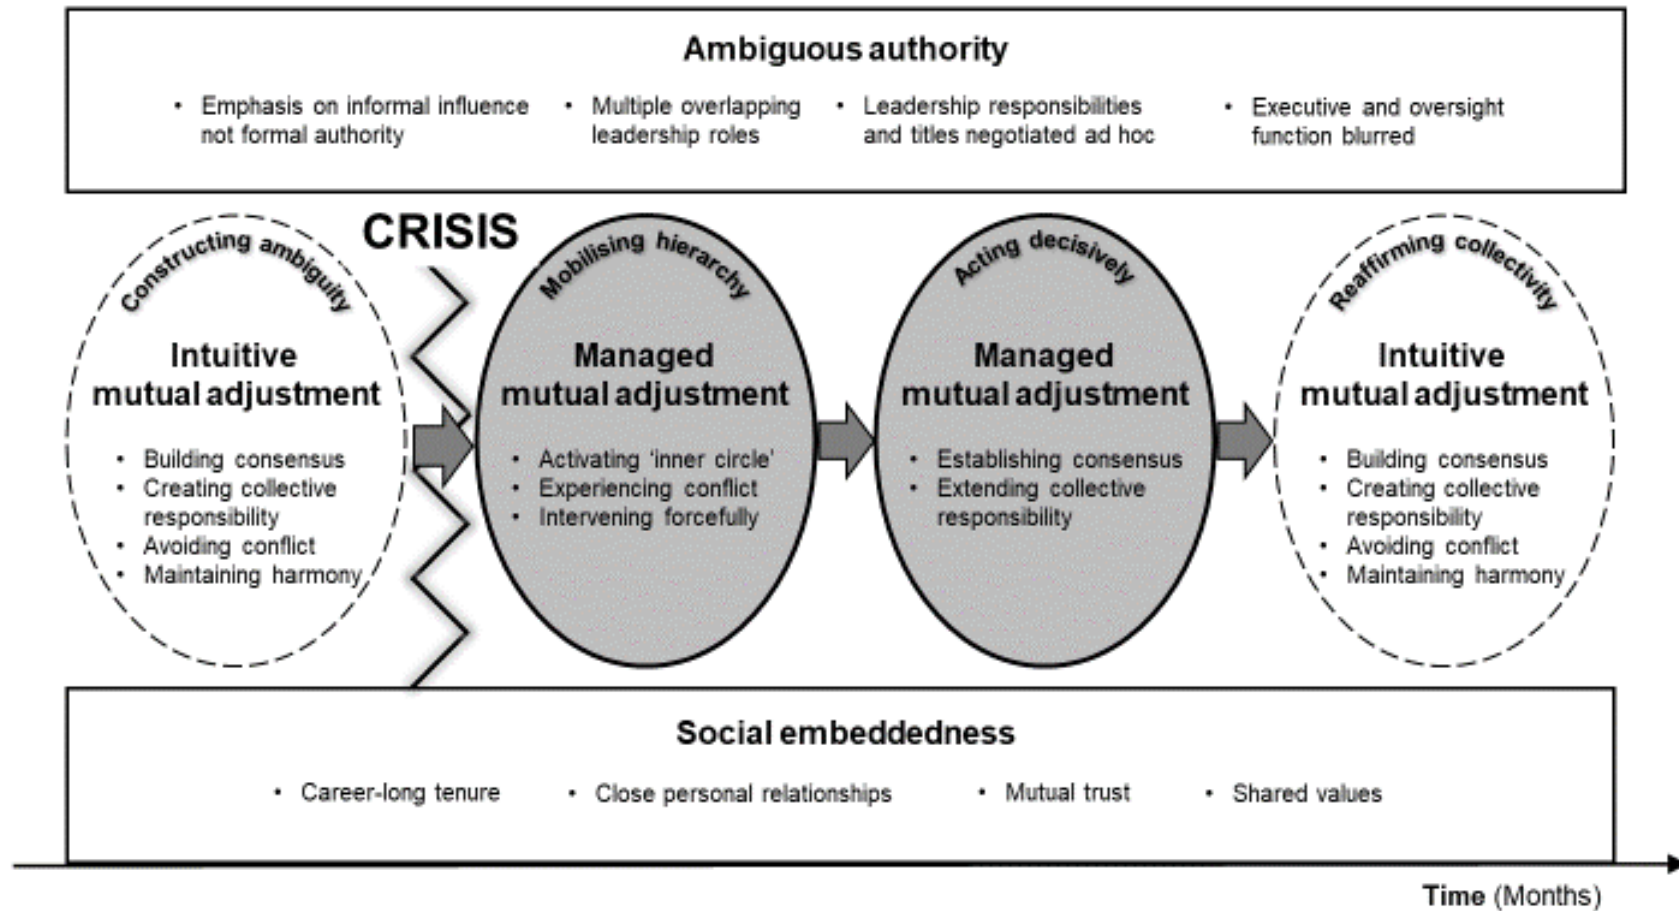 Ambiguous authority
• Emphasis on informal influence
not formal authority
• Multiple overlapping
leadership roles
• Leadership responsibilities
and titles negotiated ad hoc
• Executive and oversight
function blurred
CRISIS
Constructing ambiguity
Intuitive
mutual adjustment
• Building consensus
• Creating collective
responsibility
• Avoiding conflict
• Maintaining harmony
Mobilising hierarchy
Managed
mutual adjustment
• Activating ‘inner circle’
• Experiencing conflict
• Intervening forcefully
Acting decisively
Managed
mutual adjustment
• Establishing consensus
• Extending collective
responsibility
Reaffirming collectivity
Intuitive
mutual adjustment
• Building consensus
• Creating collective
responsibility
• Avoiding conflict
• Maintaining harmony
Social embeddedness
• Career-long tenure
• Close personal relationships
• Mutual trust
• Shared values
Time (Months)